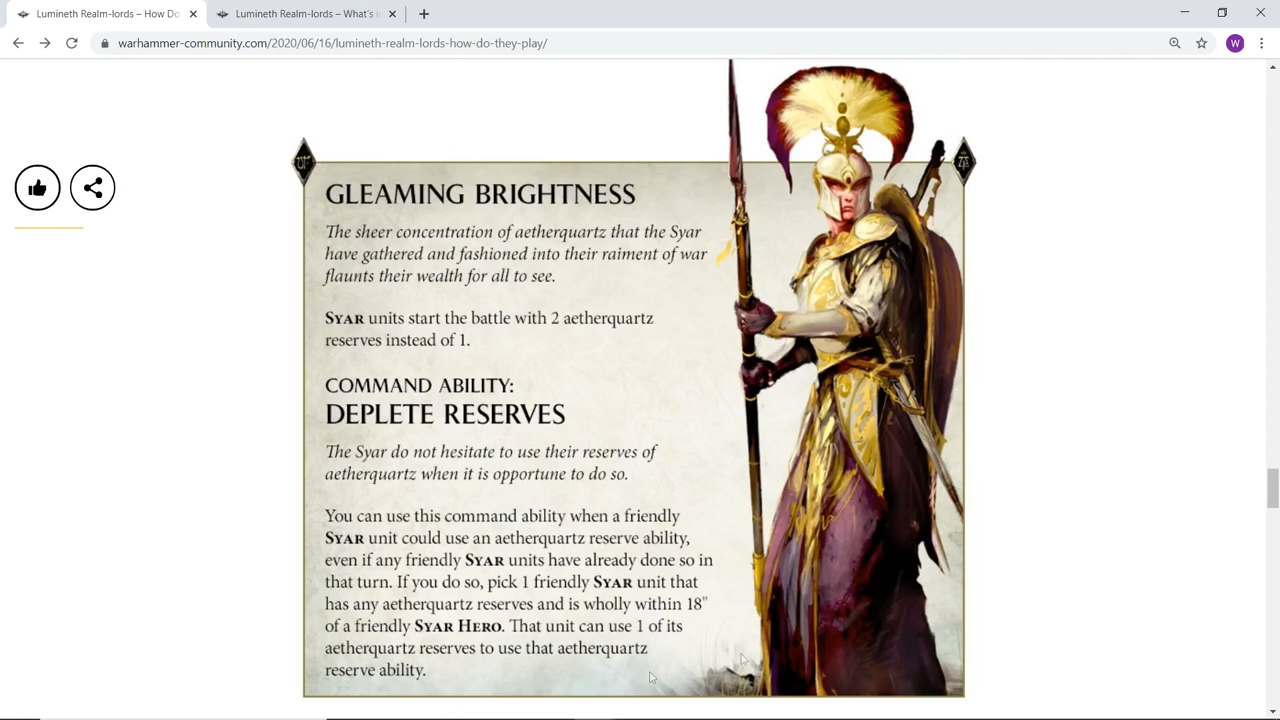 Lumineth Realm-lords – How Do
Lumineth Realm-lords – What's
warhammer-community.com/2020/06/16/lumineth-realm-lords-how-do-they-play/
W
GLEAMING BRIGHTNESS
The sheer concentration of aetherquartz that the Syar
have gathered and fashioned into their raiment of war
flaunts their wealth for all to see.
SYAR units start the battle with 2 aetherquartz
reserves instead of 1.
COMMAND ABILITY:
DEPLETE RESERVES
The Syar do not hesitate to use their reserves of
aetherquartz when it is opportune to do so.
You can use this command ability when a friendly
SYAR unit could use an aetherquartz reserve ability,
even if any friendly SYAR units have already done so in
that turn. If you do so, pick 1 friendly SYAR unit that
has any aetherquartz reserves and is wholly within 18"
of a friendly SYAR HERO. That unit can use 1 of its
aetherquartz reserves to use that aetherquartz
reserve ability.